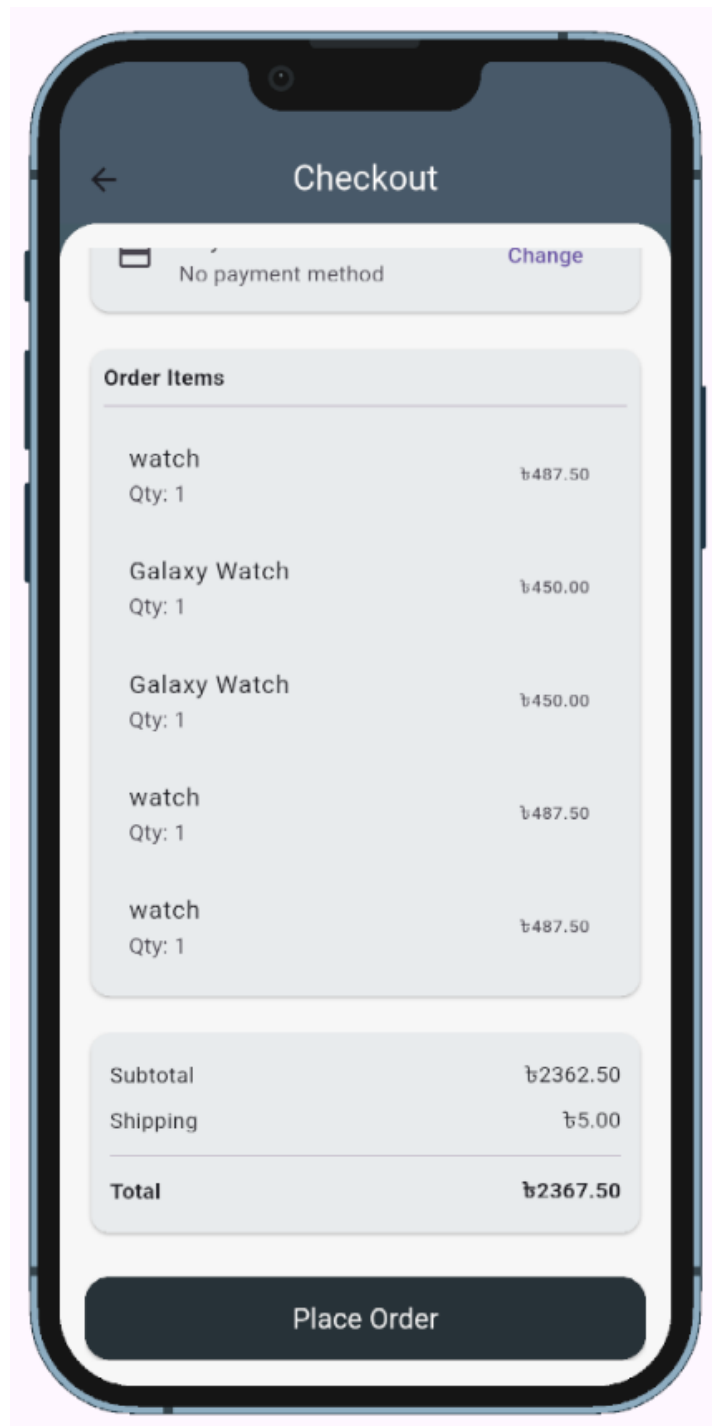 Checkout
Change
No payment method
Order Items
watch
৳487.50
Qty: 1
Galaxy Watch
৳450.00
Qty: 1
Galaxy Watch
৳450.00
Qty: 1
watch
৳487.50
Qty: 1
watch
৳487.50
Qty: 1
Subtotal ৳2362.50
Shipping ৳5.00
Total ৳2367.50
Place Order